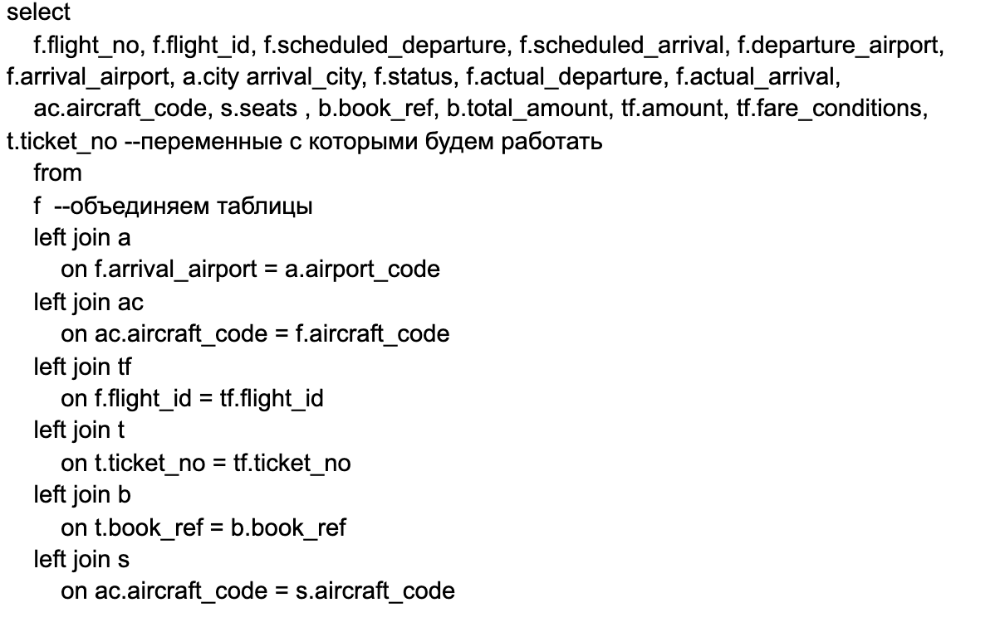 select
f.flight_no, f.flight_id, f.scheduled_departure, f.scheduled_arrival, f.departure_airport,
f.arrival_airport, a.city arrival_city, f.status, f.actual_departure, f.actual_arrival,
ac.aircraft_code, s.seats , b.book_ref, b.total_amount, tf.amount, tf.fare_conditions,
t.ticket_no --переменные с которыми будем работать
from
f  --объединяем таблицы
left join a
on f.arrival_airport = a.airport_code
left join ac
on ac.aircraft_code = f.aircraft_code
left join tf
on f.flight_id = tf.flight_id
left join t
on t.ticket_no = tf.ticket_no
left join b
on t.book_ref = b.book_ref
left join s
on ac.aircraft_code = s.aircraft_code